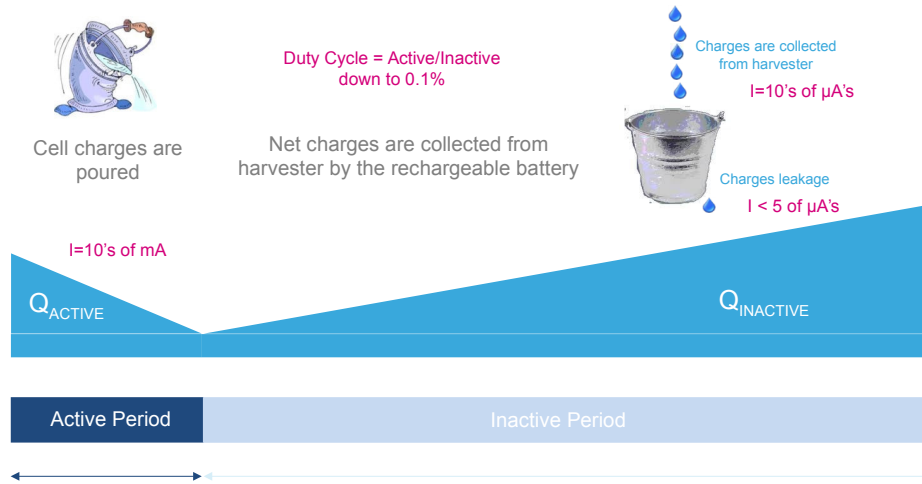 Duty Cycle = Active/Inactive
down to 0.1%
Charges are collected
from harvester
I=10’s of µA’s
Cell charges are
poured
Net charges are collected from
harvester by the rechargeable battery
Charges leakage
I < 5 of µA’s
I=10’s of mA
Q_ACTIVE
Q_INACTIVE
Active Period
Inactive Period